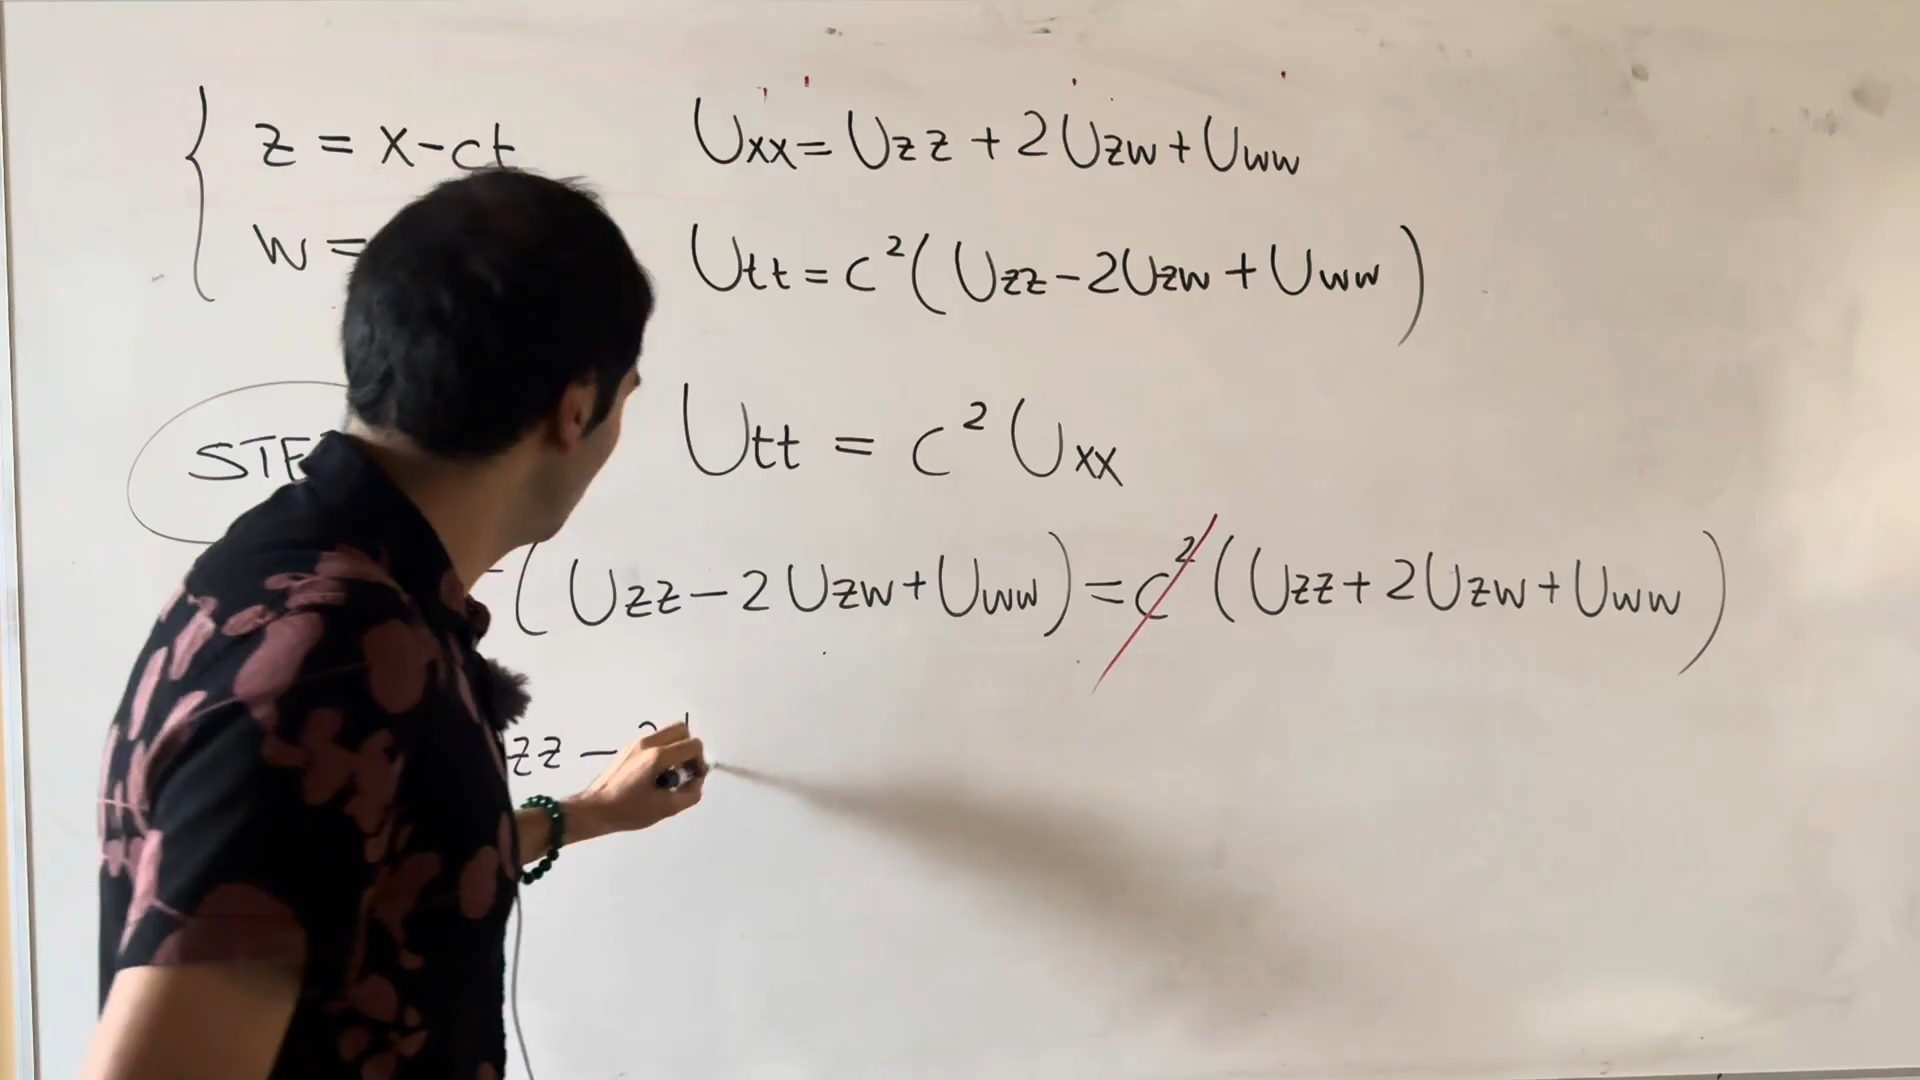 z = x-ct
w =
Uxx = Uzz + 2Uzw + Uww
Utt = c²(Uzz - 2Uzw + Uww)
Utt = c² Uxx
(Uzz - 2Uzw + Uww) = c²(Uzz + 2Uzw + Uww)
zz -